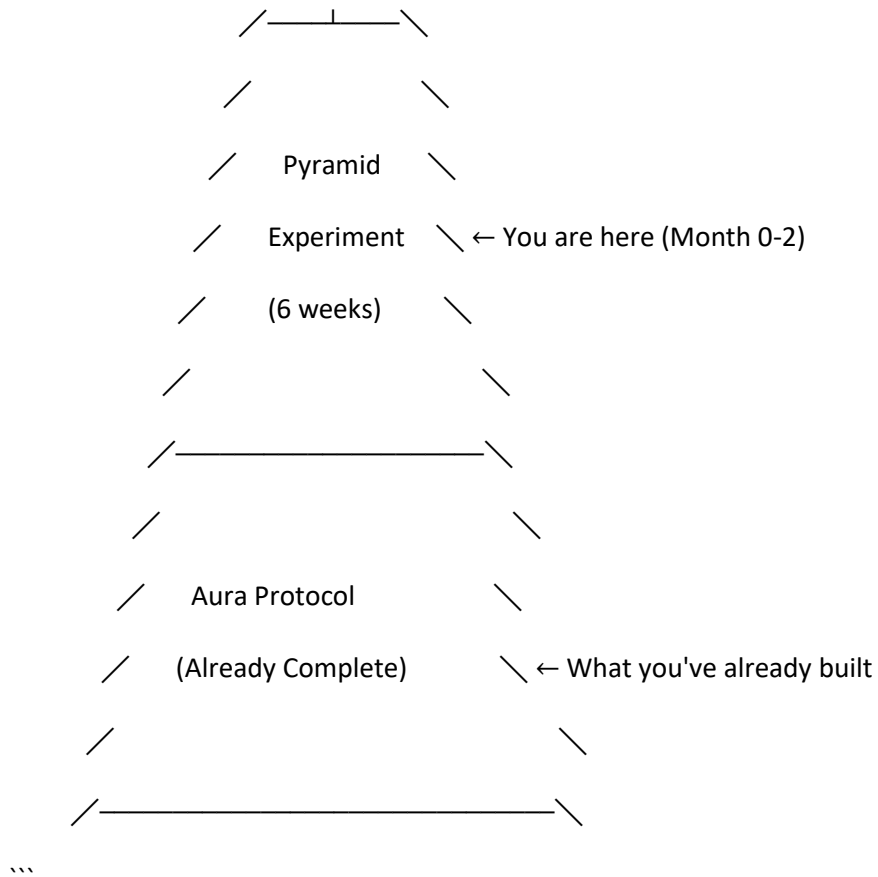 Pyramid
Experiment ← You are here (Month 0-2)
(6 weeks)
Aura Protocol
(Already Complete) ← What you've already built
```